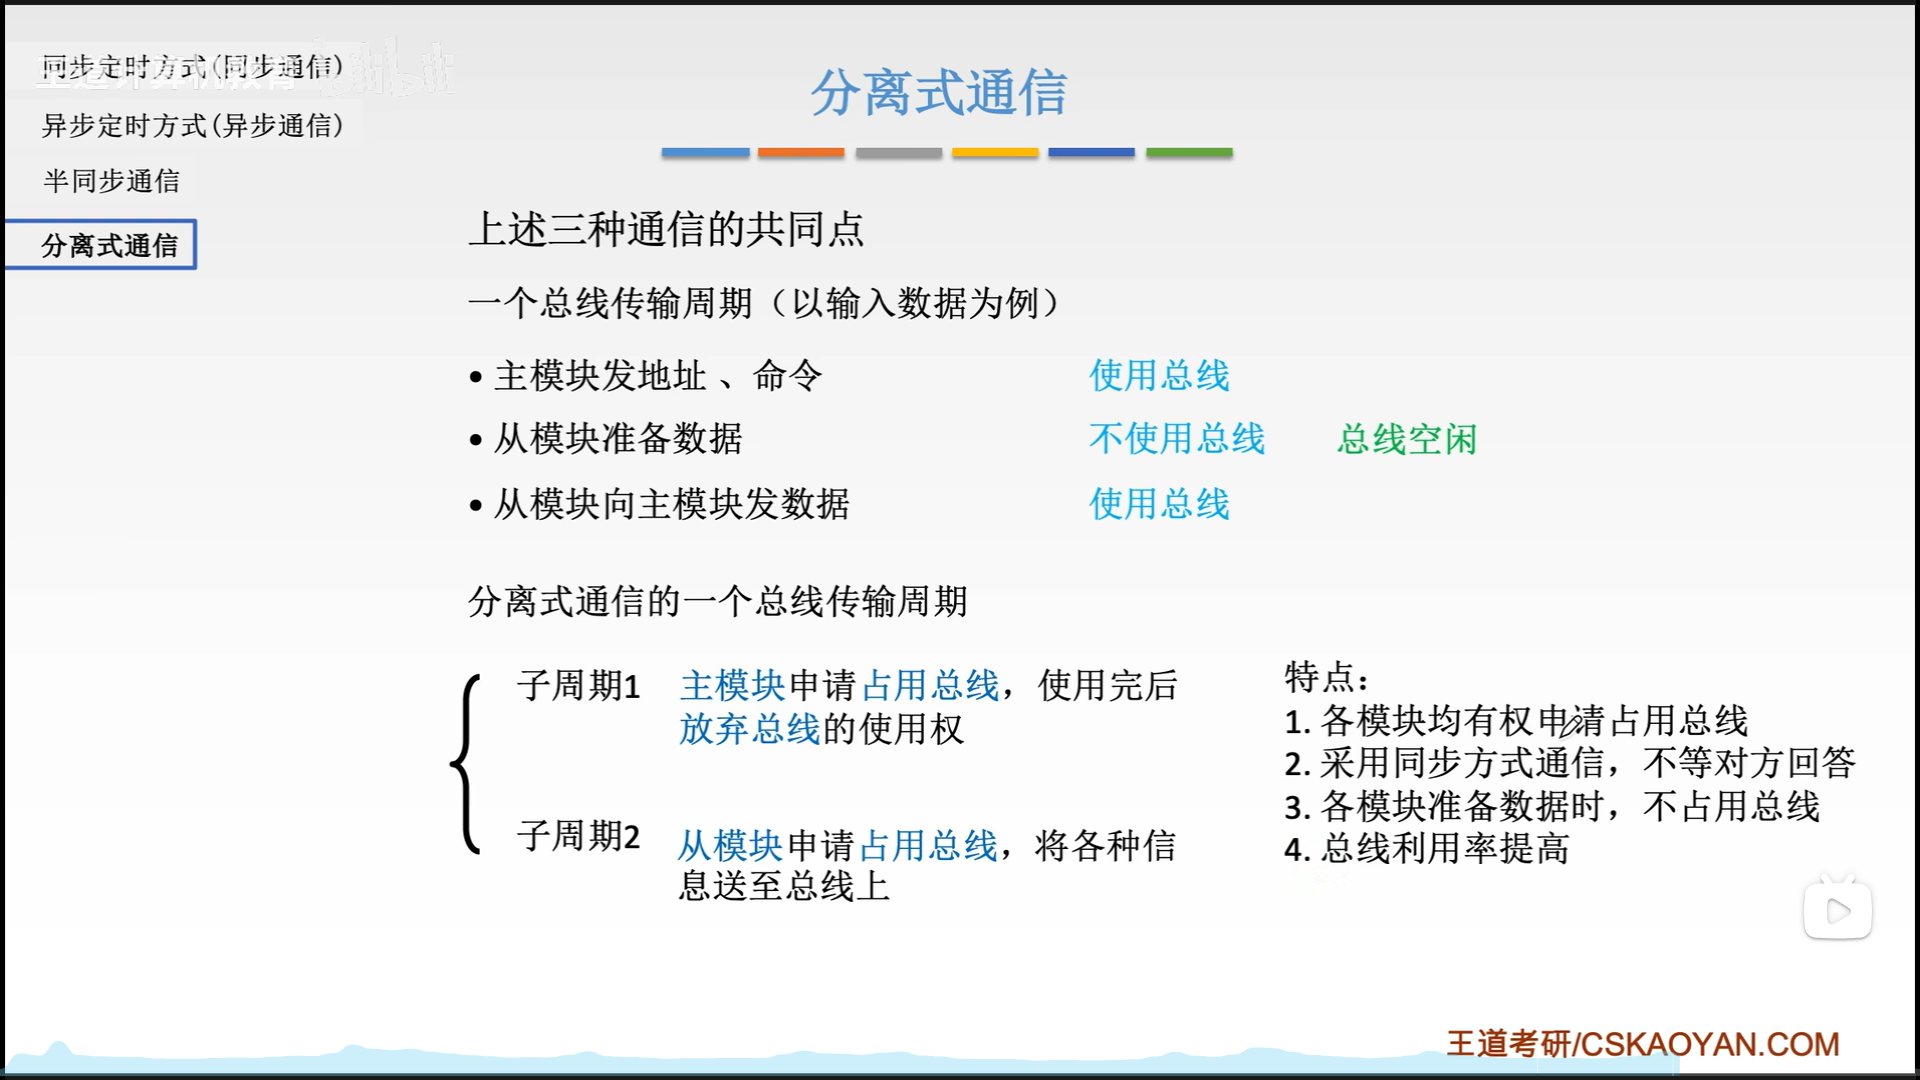 同步定时方式(同步通信)
异步定时方式(异步通信)
半同步通信
分离式通信
分离式通信
上述三种通信的共同点
一个总线传输周期（以输入数据为例）
• 主模块发地址 、命令 使用总线
• 从模块准备数据 不使用总线 总线空闲
• 从模块向主模块发数据 使用总线
分离式通信的一个总线传输周期
子周期1 主模块申请占用总线，使用完后
放弃总线的使用权
子周期2 从模块申请占用总线，将各种信
息送至总线上
特点：
1. 各模块均有权申请占用总线
2. 采用同步方式通信，不等对方回答
3. 各模块准备数据时，不占用总线
4. 总线利用率提高
王道考研/CSKAOYAN.COM
王道计算机教育
bilibili